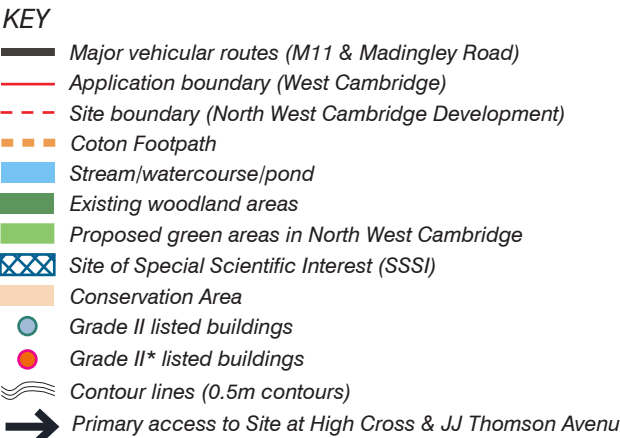 KEY
Major vehicular routes (M11 & Madingley Road)
Application boundary (West Cambridge)
Site boundary (North West Cambridge Development)
Coton Footpath
Stream/watercourse/pond
Existing woodland areas
Proposed green areas in North West Cambridge
Site of Special Scientific Interest (SSSI)
Conservation Area
Grade II listed buildings
Grade II* listed buildings
Contour lines (0.5m contours)
Primary access to Site at High Cross & JJ Thomson Avenu